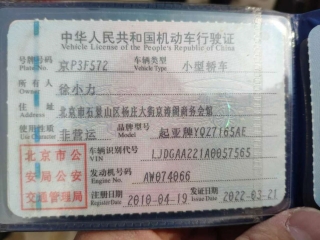 中华人民共和国机动车行驶证
Vehicle License of the People's Republic of China
号牌号码 京P3F572 车辆类型 小型轿车
Plate No. Vehicle Type
所有人 徐小力
住址 北京市石景山区杨庄大街京涛阁商务会馆
Address
使用性质 非营运 品牌型号 起亚牌YQZ7165AE
车辆识别代号 LJDGAA221A0057565
VIN
发动机号码 AW074066
Engine No.
注册日期 2010-04-19 发证日期 2022-03-21
Register Date Issue Date
北京市公
安局公安
交通管理局